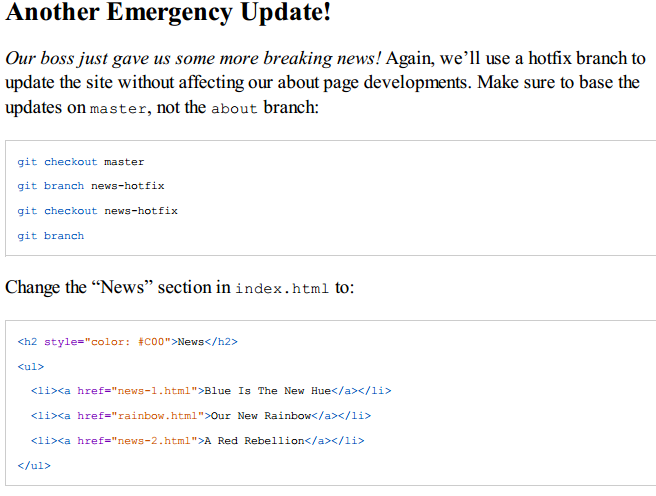 Another Emergency Update!
Our boss just gave us some more breaking news! Again, we’ll use a hotfix branch to
update the site without affecting our about page developments. Make sure to base the
updates on master, not the about branch:
git checkout master
git branch news-hotfix
git checkout news-hotfix
git branch
Change the “News” section in index.html to:
<h2 style="color: #C00">News</h2>
<ul>
<li><a href="news-1.html">Blue Is The New Hue</a></li>
<li><a href="rainbow.html">Our New Rainbow</a></li>
<li><a href="news-2.html">A Red Rebellion</a></li>
</ul>